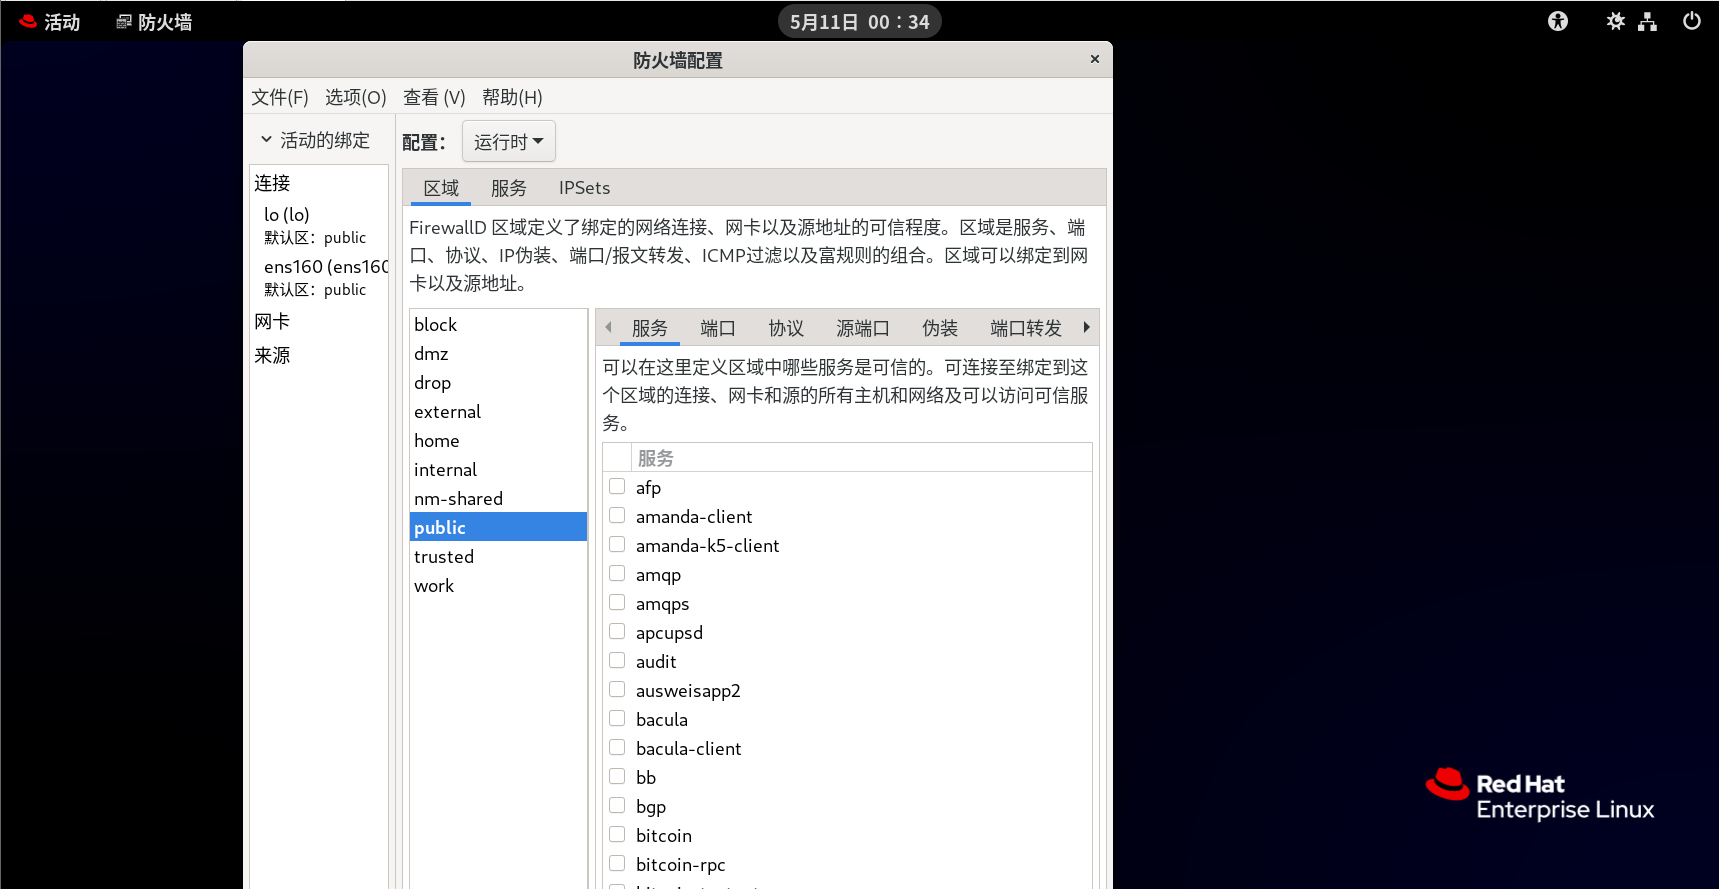 活动
防火墙
5月11日 00：34
防火墙配置
文件(F) 选项(O) 查看 (V) 帮助(H)
活动的绑定
连接
lo (lo)
默认区：public
ens160 (ens160
默认区：public
网卡
来源
配置：
运行时
区域 服务 IPSets
FirewallD 区域定义了绑定的网络连接、网卡以及源地址的可信程度。区域是服务、端
口、协议、IP伪装、端口/报文转发、ICMP过滤以及富规则的组合。区域可以绑定到网
卡以及源地址。
block
dmz
drop
external
home
internal
nm-shared
public
trusted
work
服务 端口 协议 源端口 伪装 端口转发
可以在这里定义区域中哪些服务是可信的。可连接至绑定到这
个区域的连接、网卡和源的所有主机和网络及可以访问可信服
务。
服务
afp
amanda-client
amanda-k5-client
amqp
amqps
apcupsd
audit
ausweisapp2
bacula
bacula-client
bb
bgp
bitcoin
bitcoin-rpc
Red Hat
Enterprise Linux